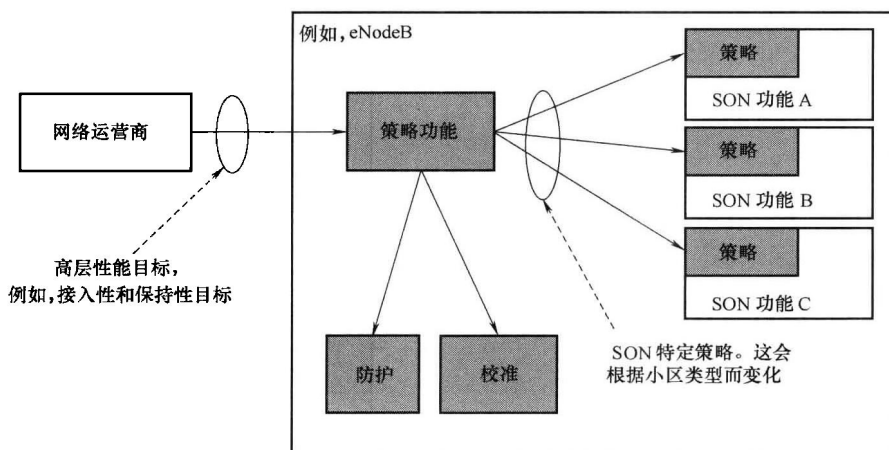 例如,eNodeB
策略
SON 功能 A
网络运营商
策略功能
策略
SON 功能 B
策略
SON 功能 C
高层性能目标,
例如,接入性和保持性目标
防护
校准
SON 特定策略。这会
根据小区类型而变化